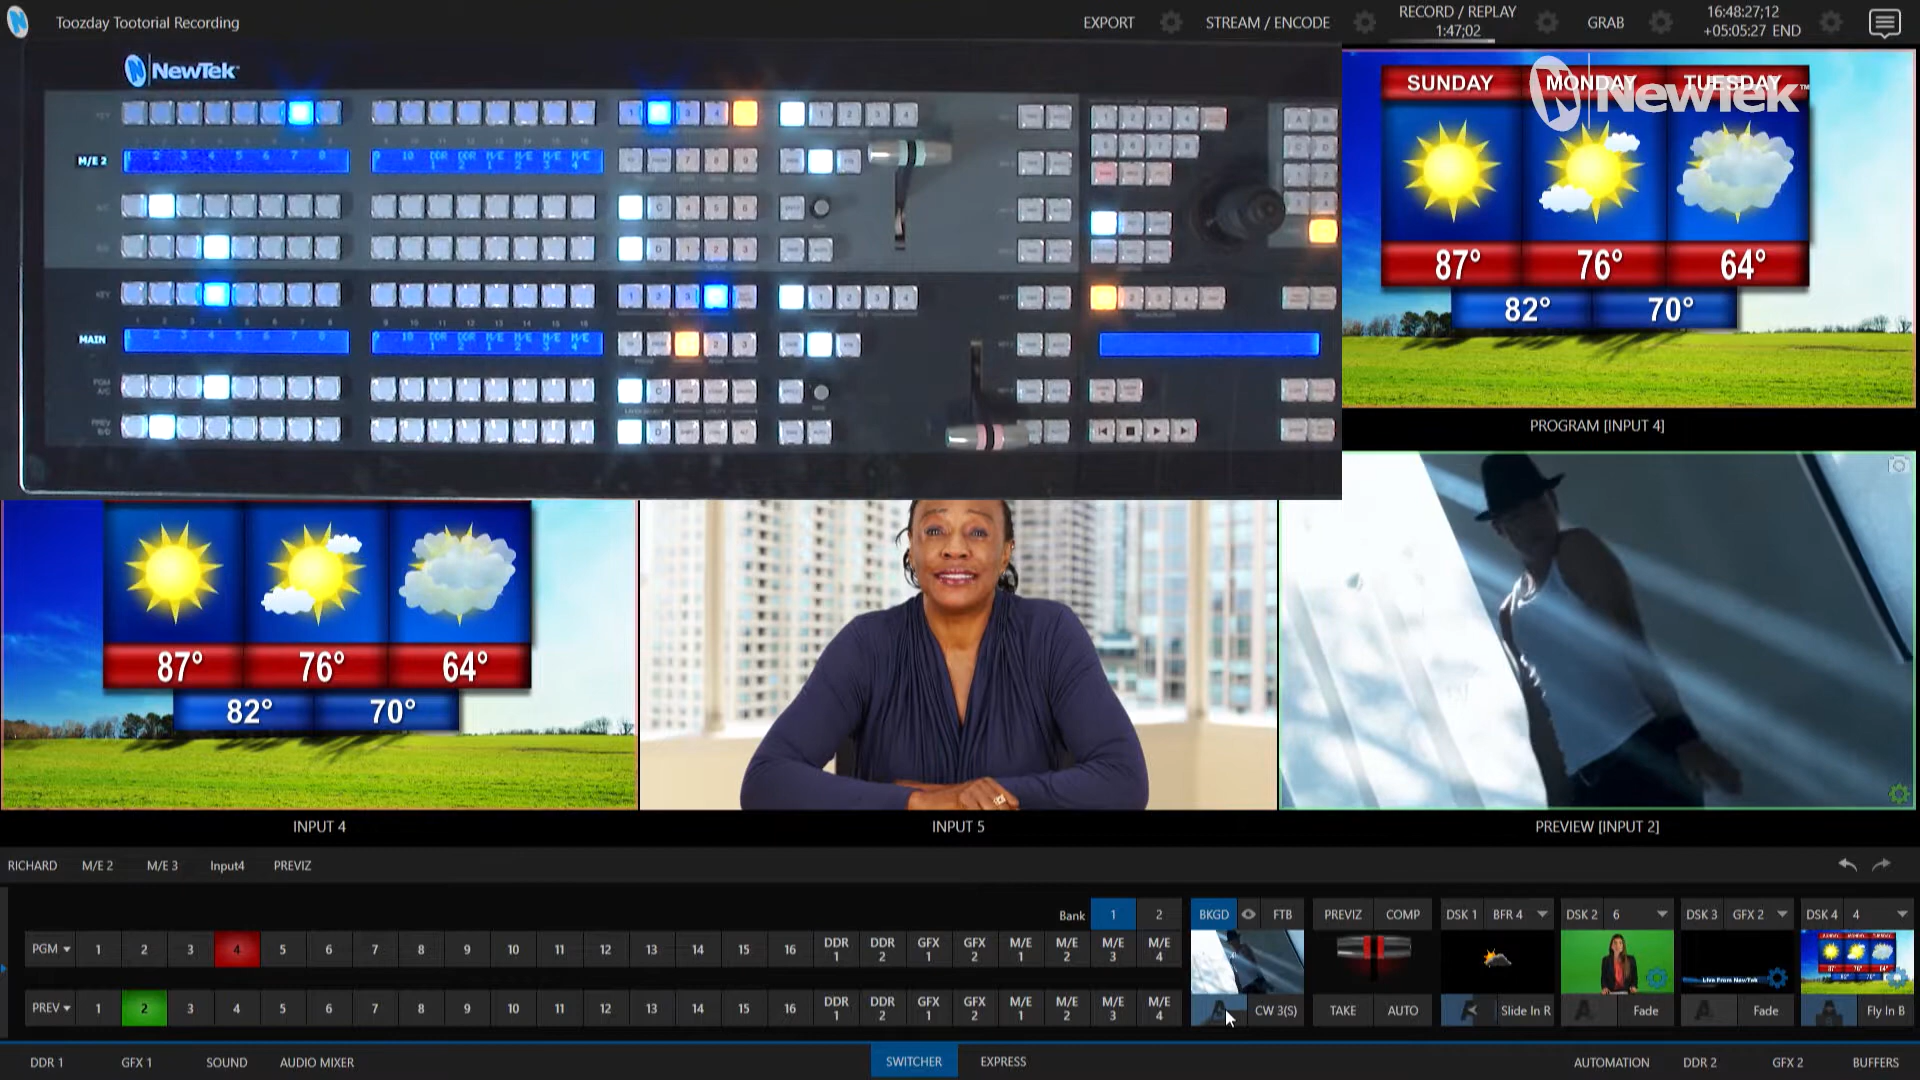 Toozday Tootorial Recording
EXPORT
STREAM / ENCODE
RECORD / REPLAY
1:47;02
GRAB
16:48:27;12
+05:05:27 END
NewTek
M/E 2
MAIN
SUNDAY MONDAY TUESDAY
NewTek™
87° 76° 64°
82° 70°
PROGRAM [INPUT 4]
87° 76° 64°
82° 70°
INPUT 4
INPUT 5
PREVIEW [INPUT 2]
RICHARD M/E 2 M/E 3 Input4 PREVIZ
Bank 1 2
BKGD FTB
PREVIZ COMP
DSK 1 BFR 4
DSK 2 6
DSK 3 GFX 2
DSK 4 4
PGM 1 2 3 4 5 6 7 8 9 10 11 12 13 14 15 16 DDR 1 DDR 2 GFX 1 GFX 2 M/E 1 M/E 2 M/E 3 M/E 4
Live From NewTek
PREV 1 2 3 4 5 6 7 8 9 10 11 12 13 14 15 16 DDR 1 DDR 2 GFX 1 GFX 2 M/E 1 M/E 2 M/E 3 M/E 4
CW 3(S)
TAKE AUTO
Slide In R
Fade
Fade
Fly In B
DDR 1 GFX 1 SOUND AUDIO MIXER
SWITCHER EXPRESS
AUTOMATION DDR 2 GFX 2 BUFFERS